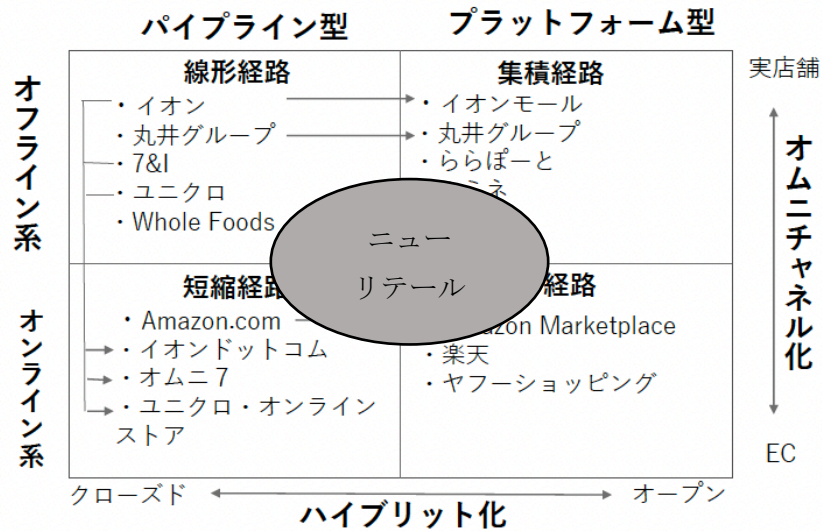 パイプライン型
プラットフォーム型
オフライン系
線形経路
・イオン
・丸井グループ
・7&I
・ユニクロ
・Whole Foods
集積経路
・イオンモール
・丸井グループ
・ららぽーと
ネ
実店舗
オムニチャネル化
EC
ニュー
リテール
オンライン系
短縮経路
・Amazon.com
・イオンドットコム
・オムニ７
・ユニクロ・オンライン
ストア
経路
Marketplace
・楽天
・ヤフーショッピング
クローズド
オープン
ハイブリット化